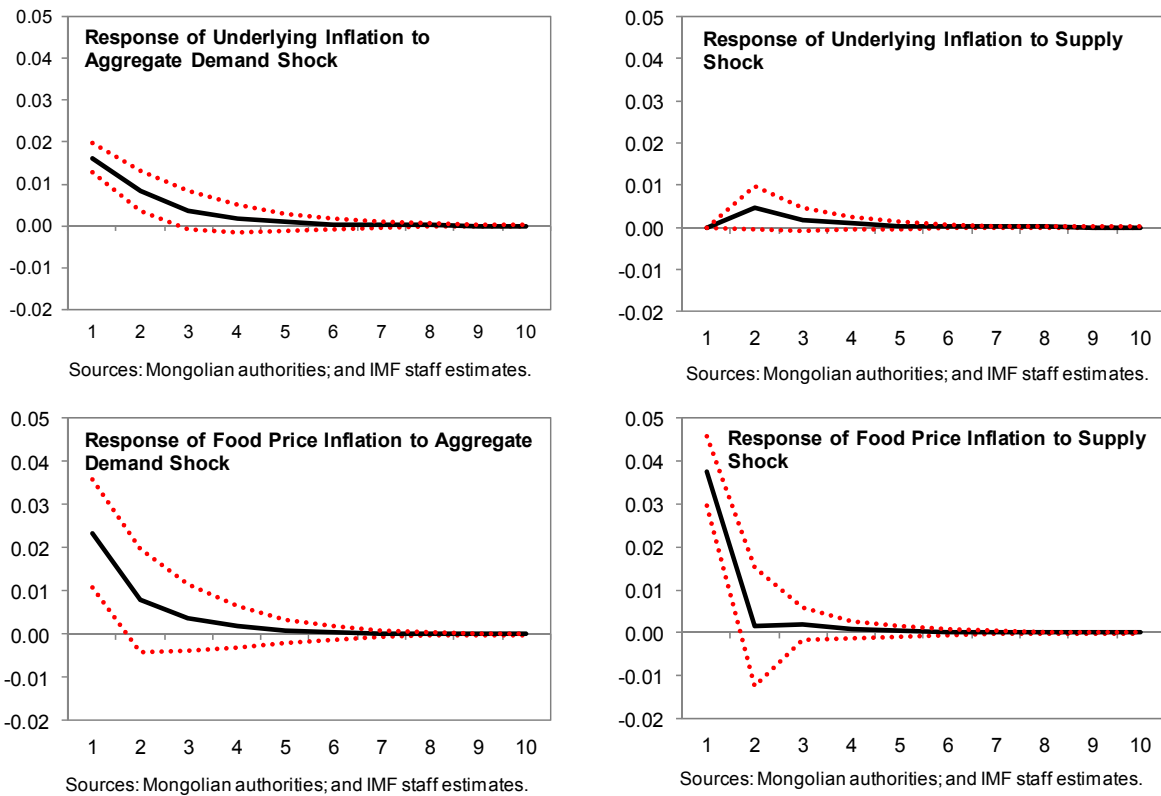 Response of Underlying Inflation to
Aggregate Demand Shock
0.05
0.04
0.03
0.02
0.01
0.00
-0.01
-0.02
1 2 3 4 5 6 7 8 9 10
Sources: Mongolian authorities; and IMF staff estimates.
Response of Underlying Inflation to Supply
Shock
0.05
0.04
0.03
0.02
0.01
0.00
-0.01
-0.02
1 2 3 4 5 6 7 8 9 10
Sources: Mongolian authorities; and IMF staff estimates.
Response of Food Price Inflation to Aggregate
Demand Shock
0.05
0.04
0.03
0.02
0.01
0.00
-0.01
-0.02
1 2 3 4 5 6 7 8 9 10
Sources: Mongolian authorities; and IMF staff estimates.
Response of Food Price Inflation to Supply
Shock
0.05
0.04
0.03
0.02
0.01
0.00
-0.01
-0.02
1 2 3 4 5 6 7 8 9 10
Sources: Mongolian authorities; and IMF staff estimates.